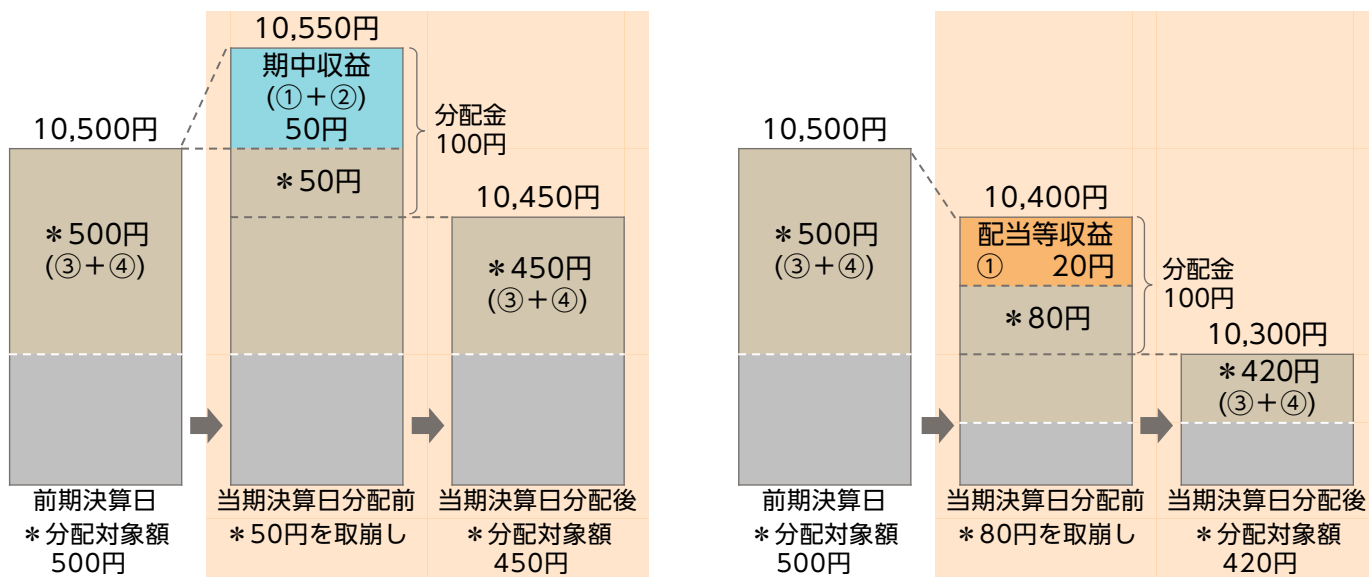 10,550円
期中収益
(①+②)
50円
分配金
100円
10,500円
*50円
10,450円
*500円
(③+④)
*450円
(③+④)
前期決算日
*分配対象額
500円
当期決算日分配前
*50円を取崩し
当期決算日分配後
*分配対象額
450円
10,500円
10,400円
*500円
(③+④)
配当等収益
① 20円
分配金
100円
*80円
10,300円
*420円
(③+④)
前期決算日
*分配対象額
500円
当期決算日分配前
*80円を取崩し
当期決算日分配後
*分配対象額
420円